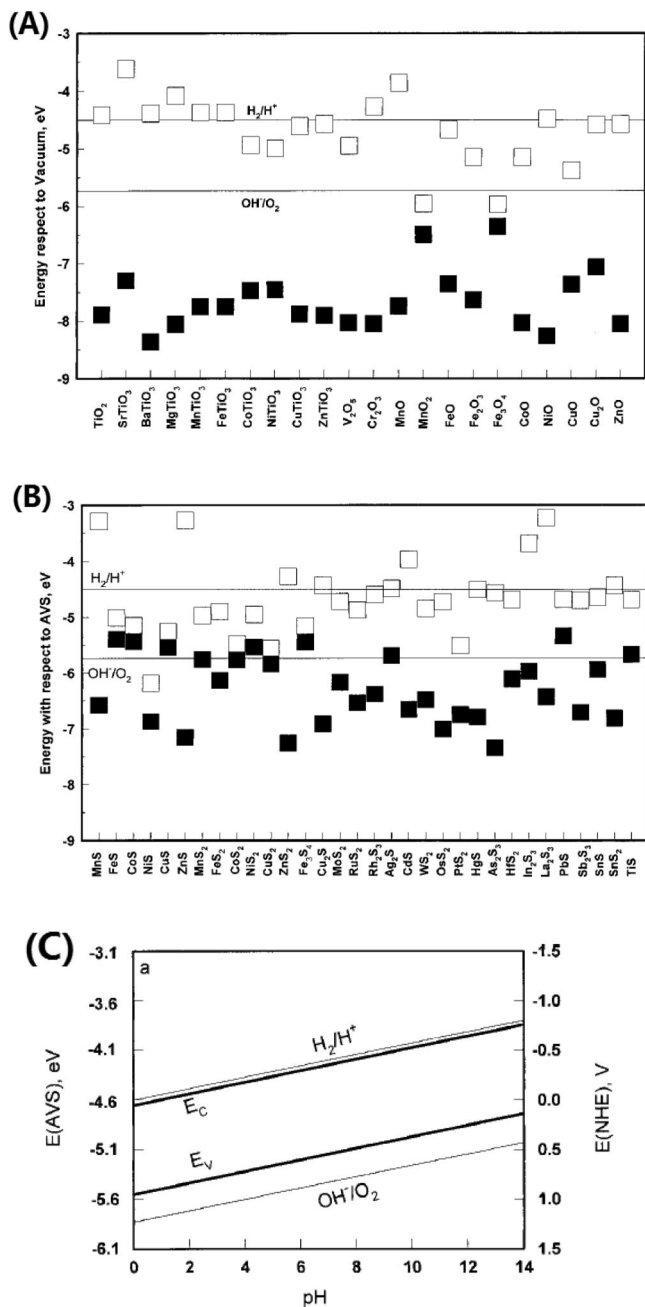 (A)
-3
-4
-5
-6
-7
-8
-9
Energy respect to Vacuum, eV
H₂/H⁺
OH⁻/O₂
TiO₂
SrTiO₃
BaTiO₃
MgTiO₃
MnTiO₃
FeTiO₃
CoTiO₃
NiTiO₃
CuTiO₃
ZnTiO₃
V₂O₅
Cr₂O₃
MnO
MnO₂
FeO
Fe₂O₃
Fe₃O₄
CoO
NiO
CuO
Cu₂O
ZnO
(B)
-3
-4
-5
-6
-7
-8
-9
Energy with respect to AVS, eV
H₂/H⁺
OH⁻/O₂
MnS
FeS
CoS
NiS
CuS
ZnS
MnS₂
FeS₂
CoS₂
NiS₂
CuS₂
ZnS₂
Fe₃S₄
Cu₂S
MoS₂
RuS₂
Rh₂S₃
Ag₂S
CdS
WS₂
OsS₂
PtS₂
HgS
As₂S₃
HfS₂
In₂S₃
La₂S₃
PbS
Sb₂S₃
SnS
SnS₂
TiS
(C)
a
-3.1
-3.6
-4.1
-4.6
-5.1
-5.6
-6.1
E(AVS), eV
H₂/H⁺
E_C
E_V
OH⁻/O₂
-1.5
-1.0
-0.5
0.0
0.5
1.0
1.5
E(NHE), V
0 2 4 6 8 10 12 14
pH